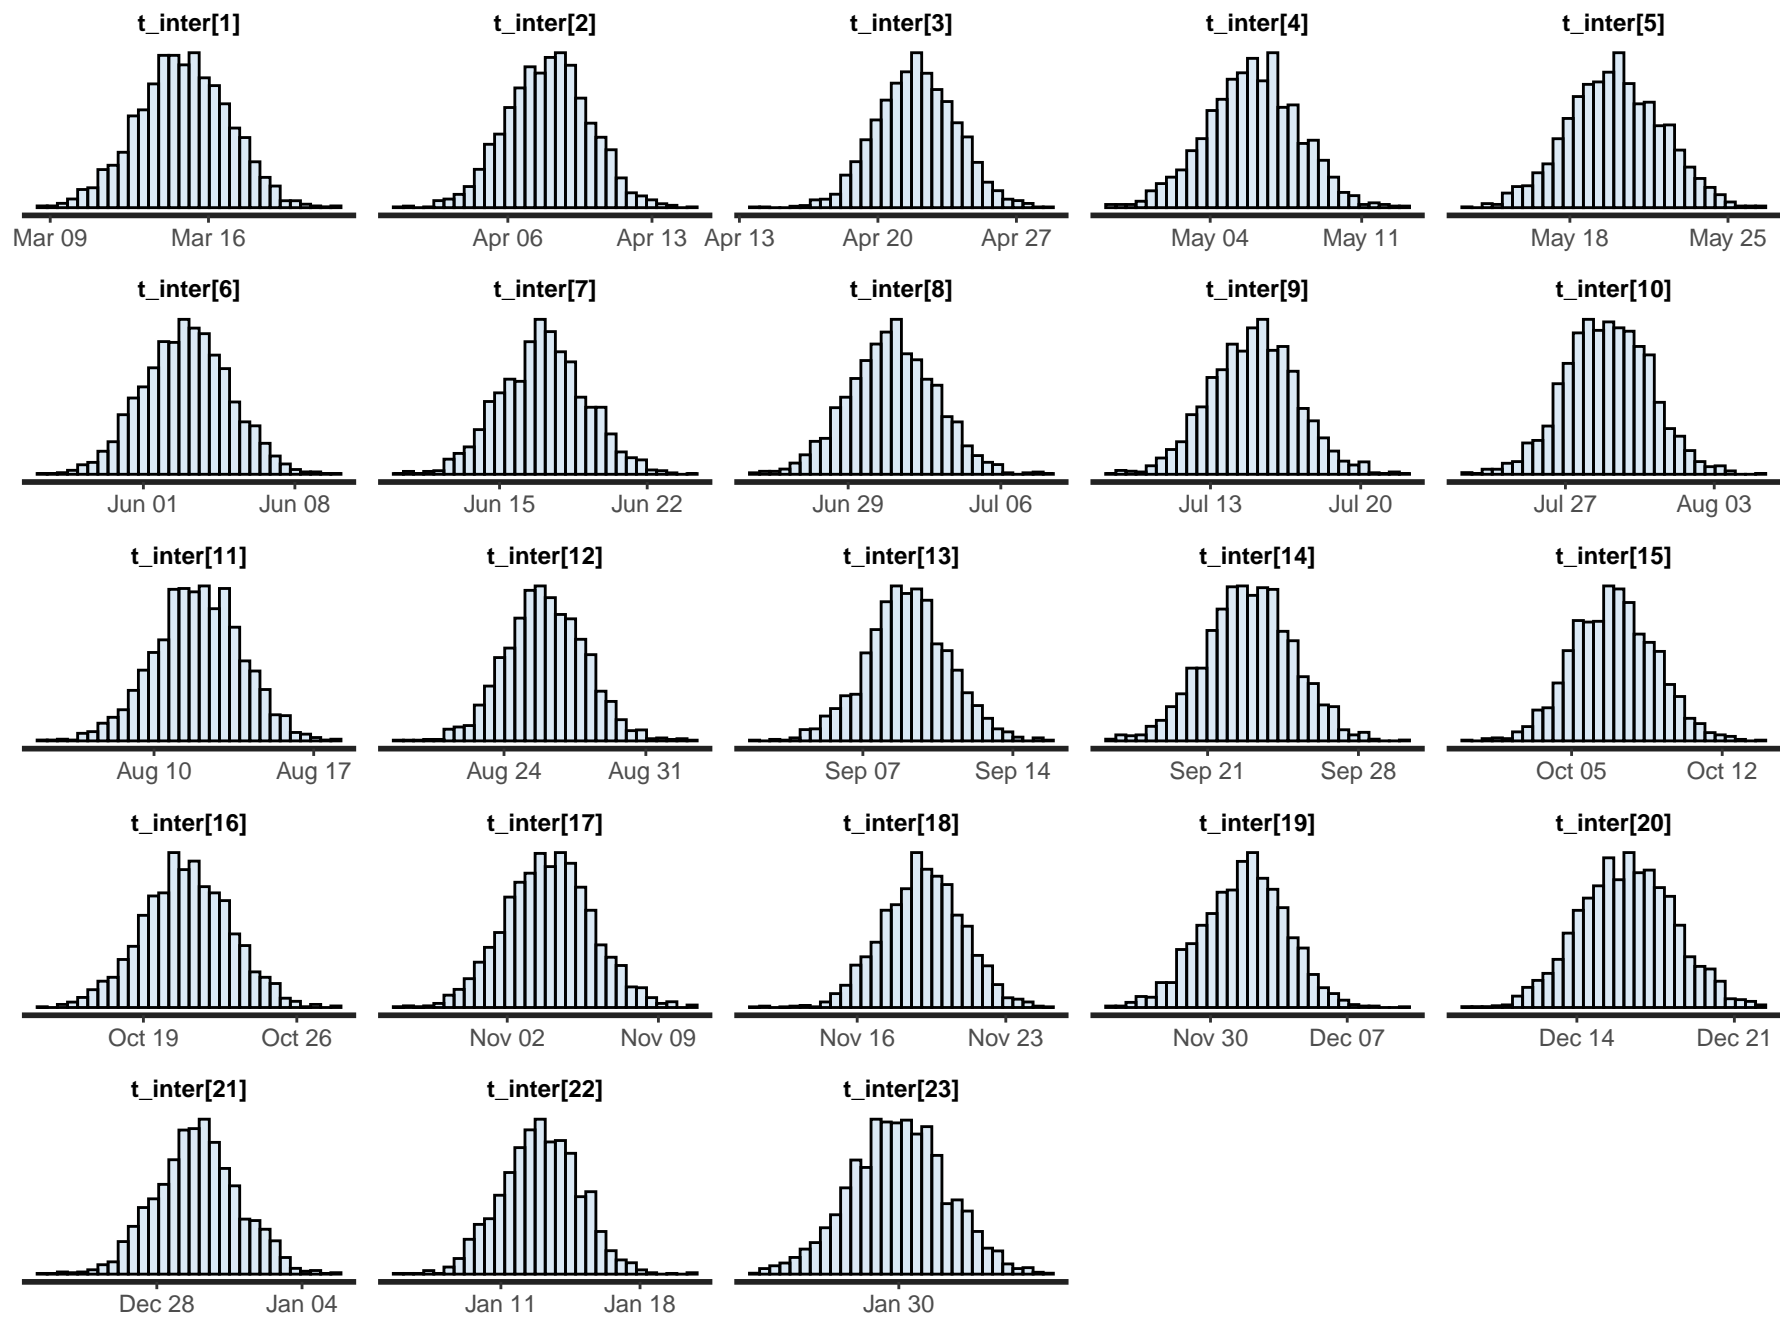 t_inter[1] t_inter[2] t_inter[3] t_inter[4] t_inter[5]
Mar 09 Mar 16 Apr 06 Apr 13 Apr 13 Apr 20 Apr 27 May 04 May 11 May 18 May 25
t_inter[6] t_inter[7] t_inter[8] t_inter[9] t_inter[10]
Jun 01 Jun 08 Jun 15 Jun 22 Jun 29 Jul 06 Jul 13 Jul 20 Jul 27 Aug 03
t_inter[11] t_inter[12] t_inter[13] t_inter[14] t_inter[15]
Aug 10 Aug 17 Aug 24 Aug 31 Sep 07 Sep 14 Sep 21 Sep 28 Oct 05 Oct 12
t_inter[16] t_inter[17] t_inter[18] t_inter[19] t_inter[20]
Oct 19 Oct 26 Nov 02 Nov 09 Nov 16 Nov 23 Nov 30 Dec 07 Dec 14 Dec 21
t_inter[21] t_inter[22] t_inter[23]
Dec 28 Jan 04 Jan 11 Jan 18 Jan 30